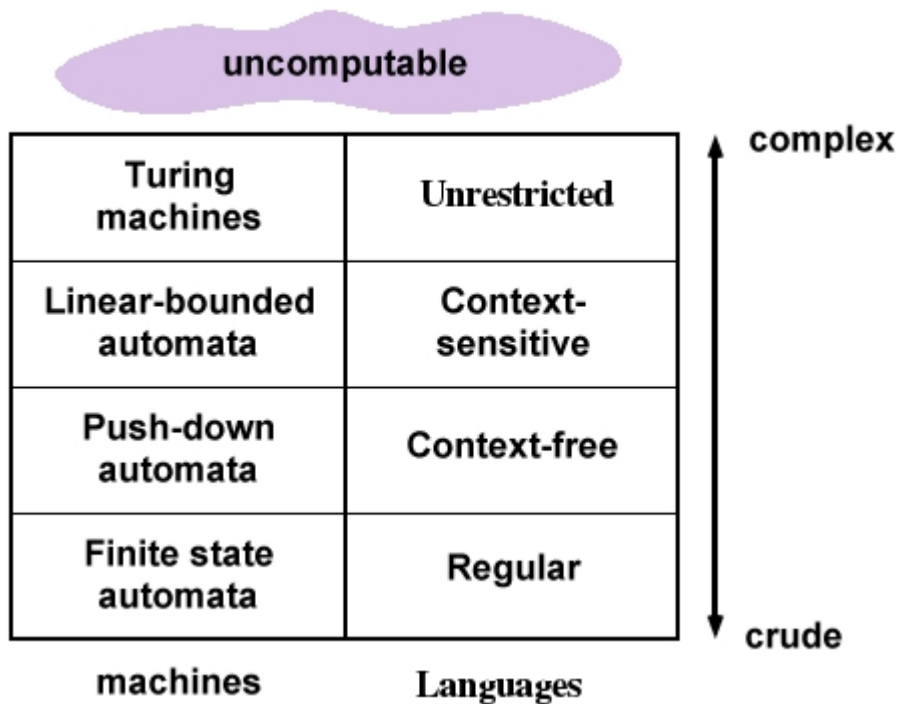 uncomputable
complex
Turing
machines
Unrestricted
Linear-bounded
automata
Context-
sensitive
Push-down
automata
Context-free
Finite state
automata
Regular
crude
machines
Languages